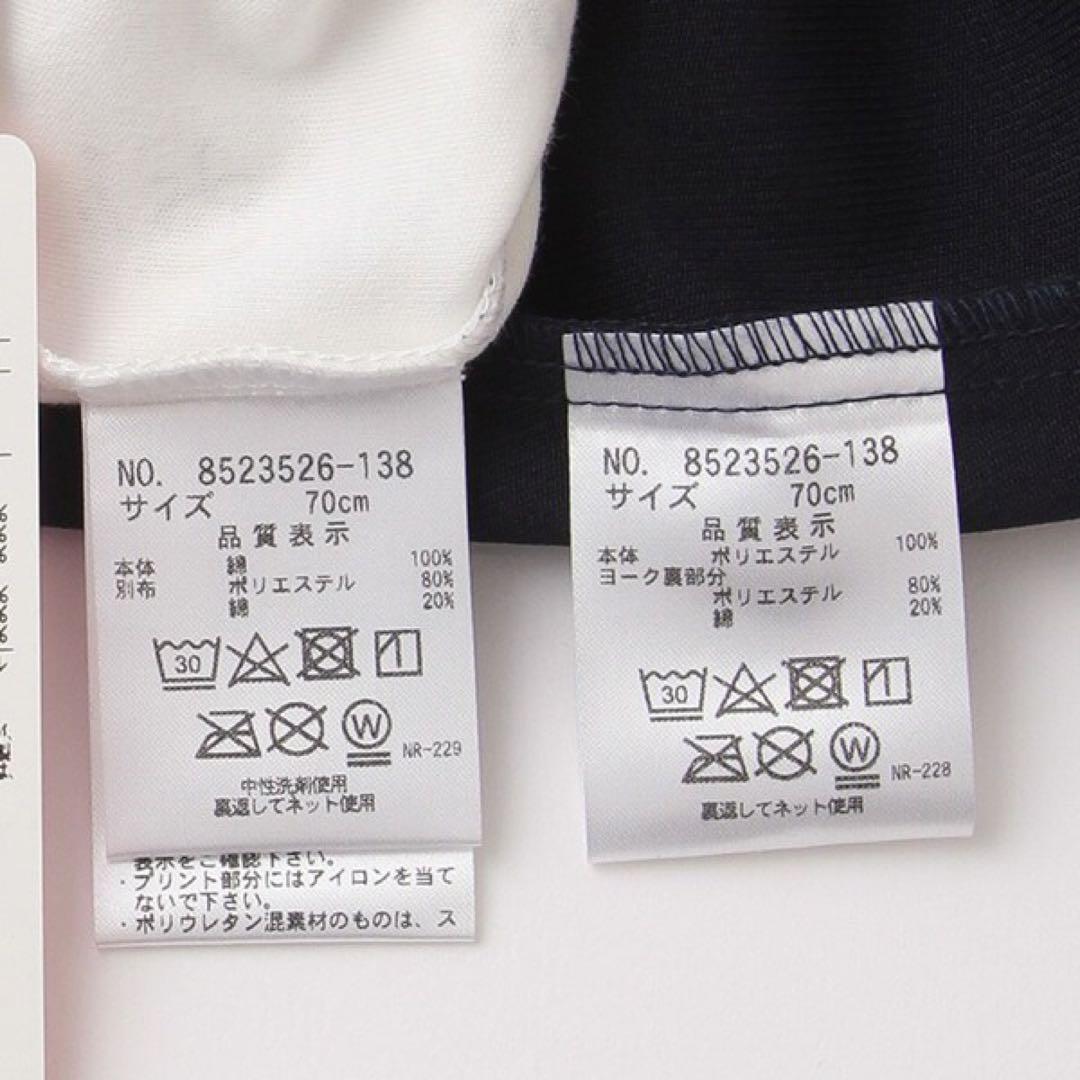 NO. 8523526-138
サイズ 70cm
品質表示
本体 綿 100%
別布 ポリエステル 80%
綿 20%
30
W NR-229
中性洗剤使用
裏返してネット使用
表示をご確認下さい。
・プリント部分にはアイロンを当て
ないで下さい。
・ポリウレタン混素材のものは、ス
NO. 8523526-138
サイズ 70cm
品質表示
本体 ポリエステル 100%
ヨーク裏部分
ポリエステル 80%
綿 20%
30
W NR-228
裏返してネット使用